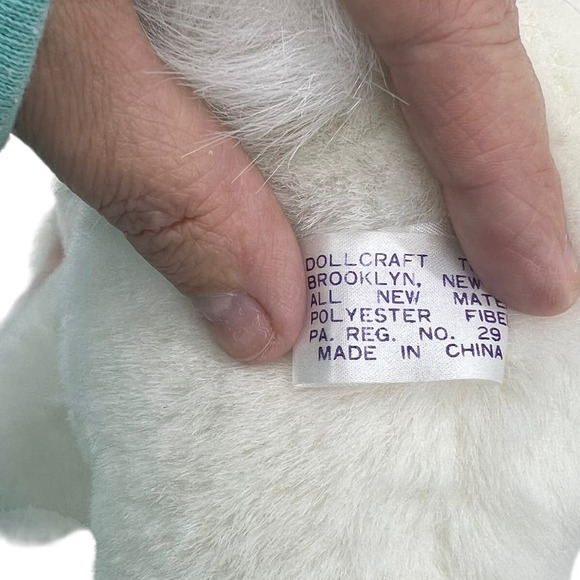 DOLLCRAFT
BROOKLYN, NEW
ALL NEW MATE
POLYESTER FIBE
PA. REG. NO. 29
MADE IN CHINA